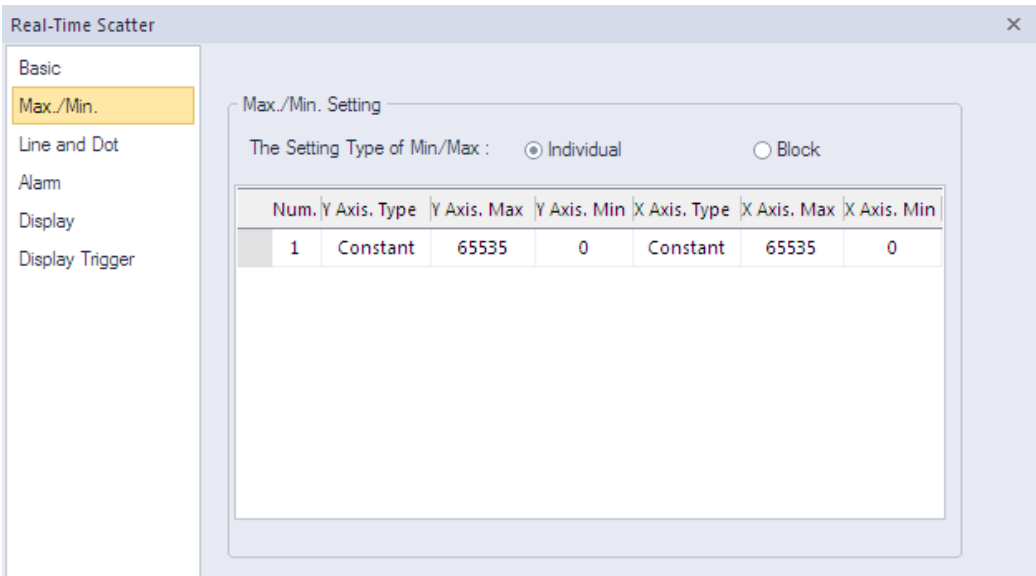 Real-Time Scatter
Basic
Max./Min.
Line and Dot
Alarm
Display
Display Trigger
Max./Min. Setting
The Setting Type of Min/Max : Individual Block
Num. Y Axis. Type Y Axis. Max Y Axis. Min X Axis. Type X Axis. Max X Axis. Min
1 Constant 65535 0 Constant 65535 0